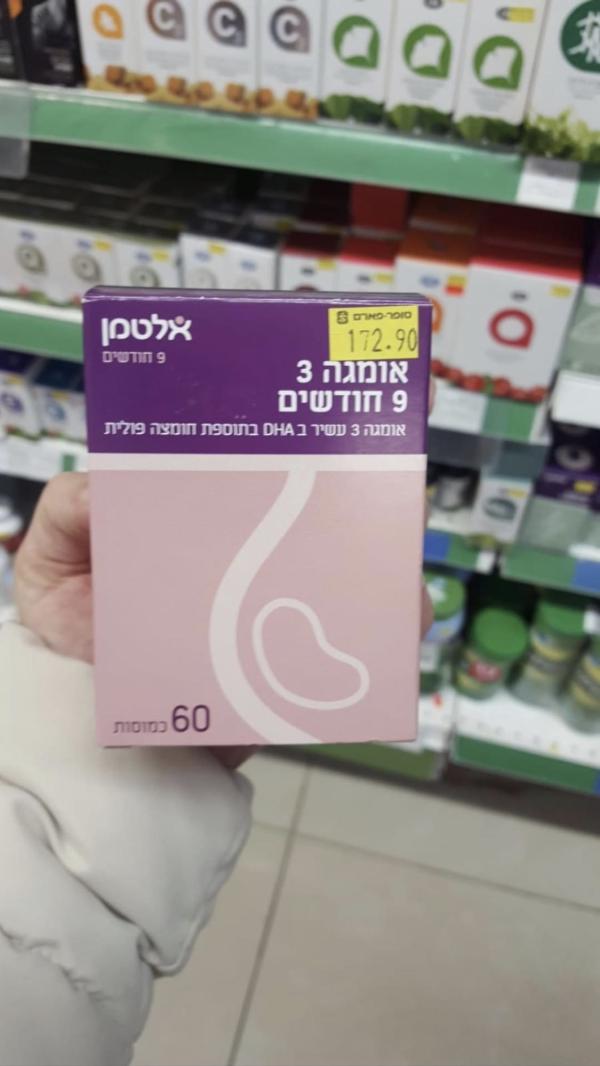 אלטמן
9 חודשים
סופר-פארם
172.90
אומגה 3
9 חודשים
אומגה 3 עשיר ב DHA בתוספת חומצה פולית
60 כמוסות